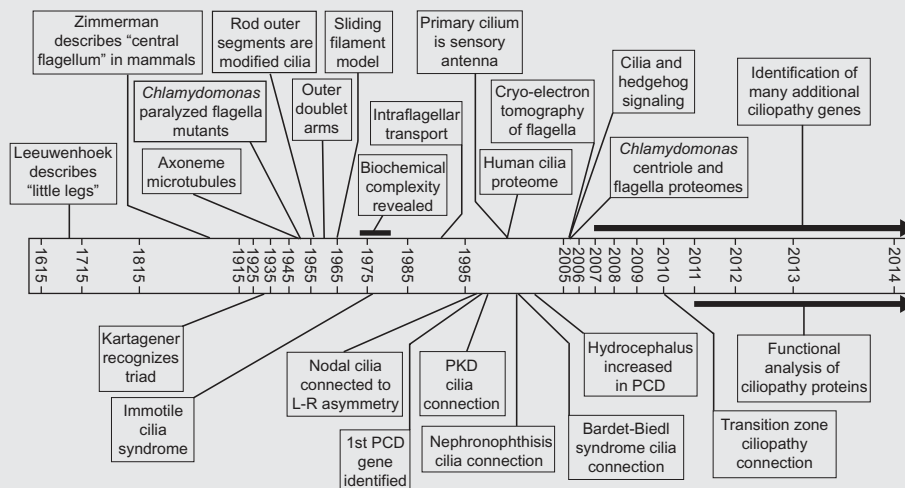 Zimmerman
describes “central
flagellum” in mammals
Rod outer
segments are
modified cilia
Sliding
filament
model
Primary cilium
is sensory
antenna
Cilia and
hedgehog
signaling
Identification of
many additional
ciliopathy genes
Chlamydomonas
paralyzed flagella
mutants
Outer
doublet
arms
Intraflagellar
transport
Cryo-electron
tomography
of flagella
Leeuwenhoek
describes
“little legs”
Axoneme
microtubules
Biochemical
complexity
revealed
Human cilia
proteome
Chlamydomonas
centriole and
flagella proteomes
1615
1715
1815
1915
1925
1935
1945
1955
1965
1975
1985
1995
2005
2006
2007
2008
2009
2010
2011
2012
2013
2014
Kartagener
recognizes
triad
Nodal cilia
connected to
L-R asymmetry
PKD
cilia
connection
Hydrocephalus
increased
in PCD
Functional
analysis of
ciliopathy proteins
Immotile
cilia
syndrome
1st PCD
gene
identified
Nephronophthisis
cilia connection
Bardet-Biedl
syndrome cilia
connection
Transition zone
ciliopathy
connection